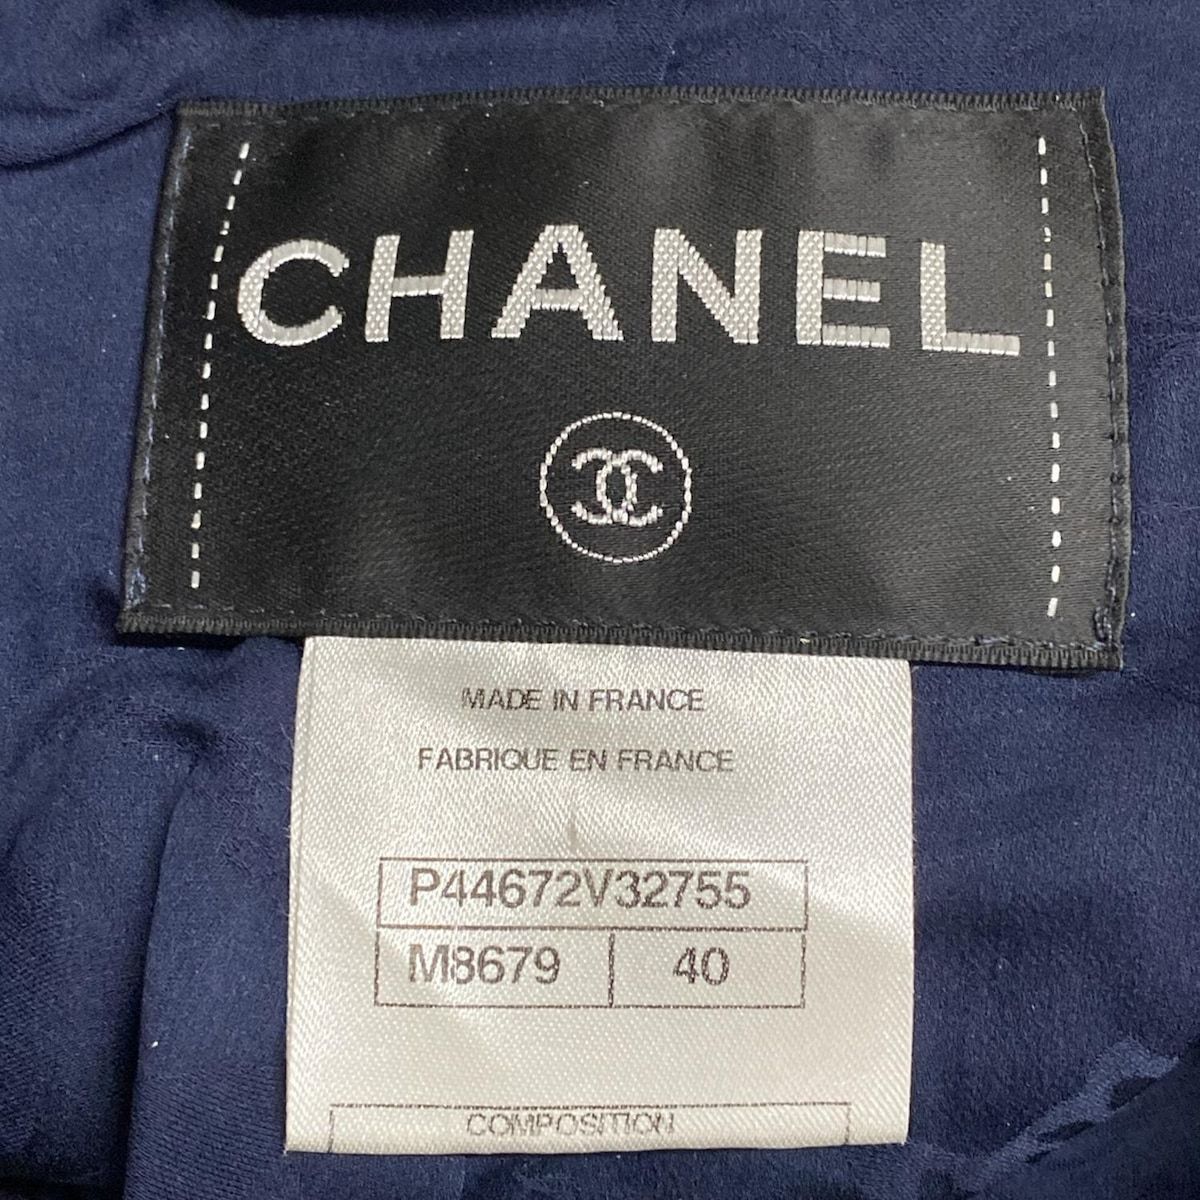 CHANEL
MADE IN FRANCE
FABRIQUE EN FRANCE
P44672V32755
M8679 40
COMPOSITION